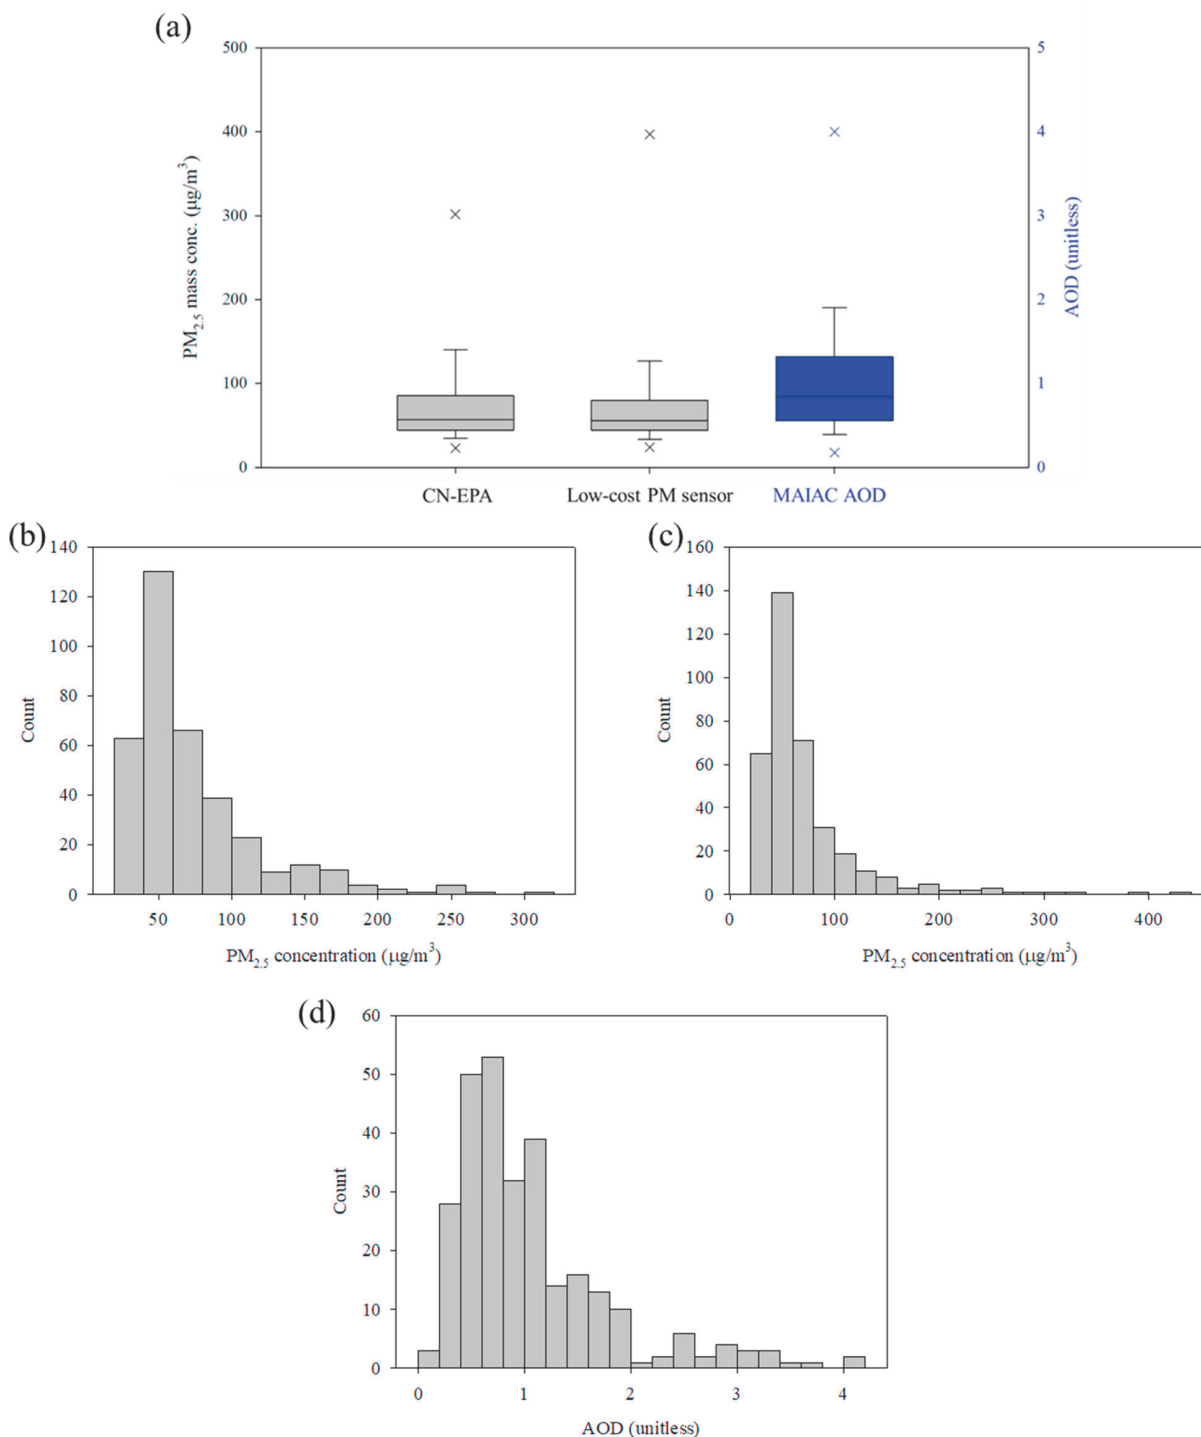 (a)
500
400
300
200
100
0
PM2.5 mass conc. (μg/m3)
5
4
3
2
1
0
AOD (unitless)
CN-EPA Low-cost PM sensor MAIAC AOD
(b)
140
120
100
80
60
40
20
0
Count
50 100 150 200 250 300
PM2.5 concentration (μg/m3)
(c)
160
140
120
100
80
60
40
20
0
Count
0 100 200 300 400
PM2.5 concentration (μg/m3)
(d)
60
50
40
30
20
10
0
Count
0 1 2 3 4
AOD (unitless)